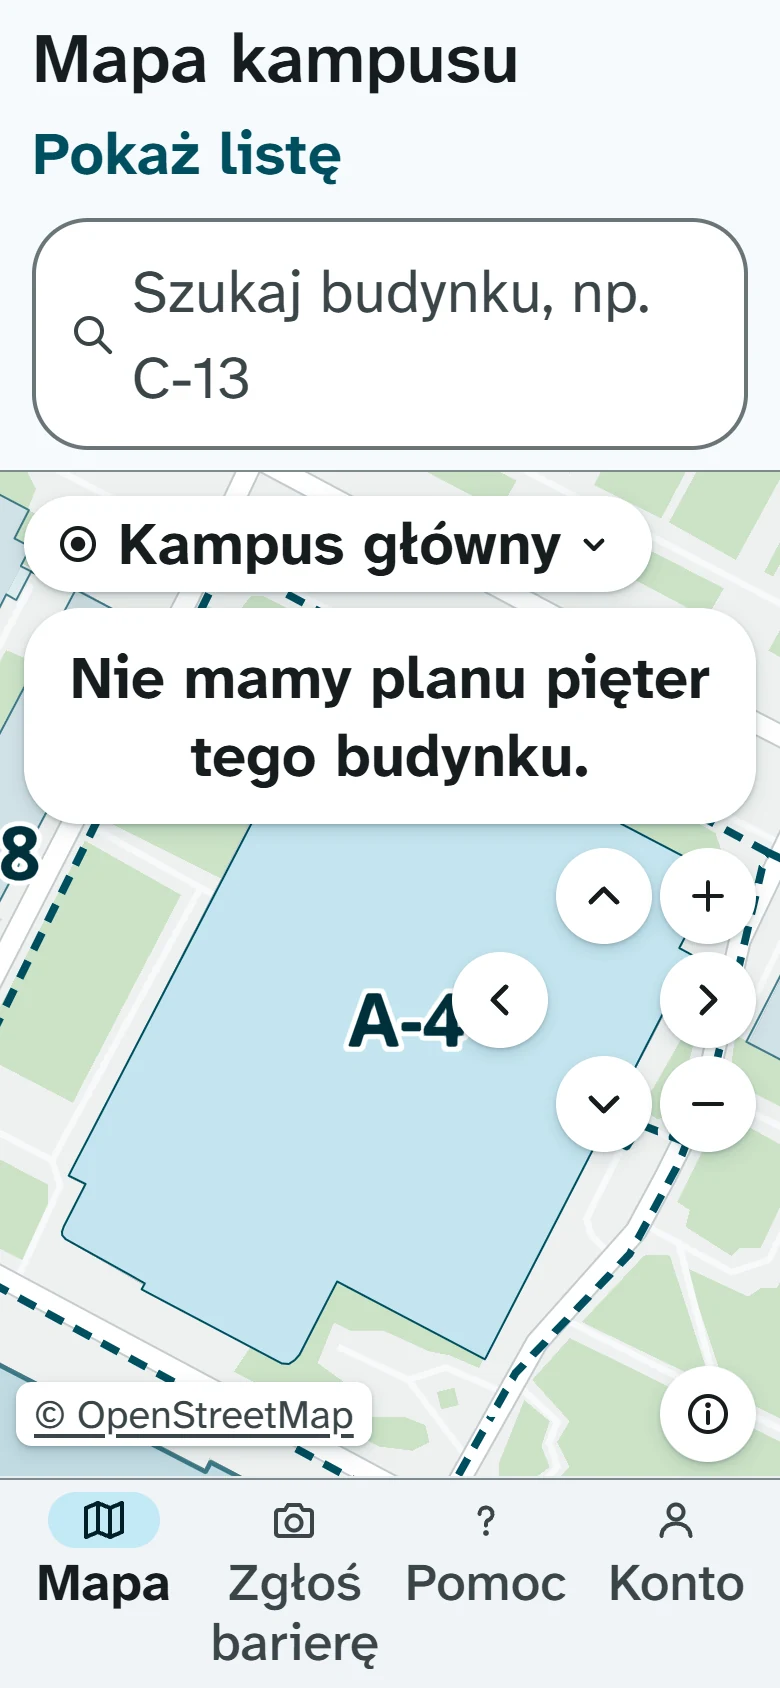 Mapa kampusu
Pokaż listę
Szukaj budynku, np.
C-13
Kampus główny
Nie mamy planu pięter
tego budynku.
8
A-4
© OpenStreetMap
Mapa
Zgłoś
barierę
Pomoc
Konto